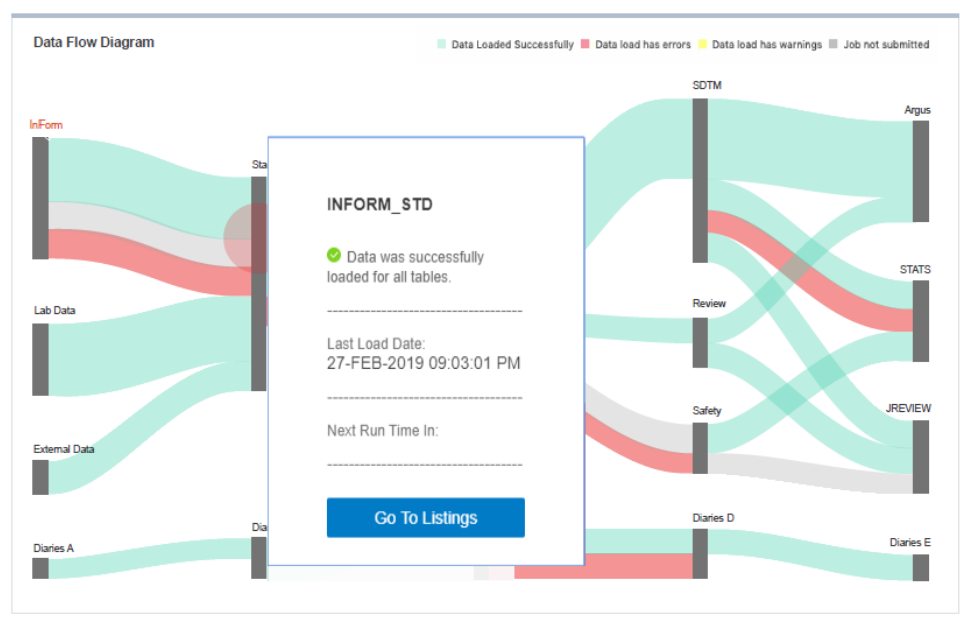 Data Flow Diagram
Data Loaded Successfully Data load has errors Data load has warnings Job not submitted
SDTM
Argus
InForm
Sta
INFORM_STD
Data was successfully
loaded for all tables.
STATS
Lab Data
Review
Last Load Date:
27-FEB-2019 09:03:01 PM
Safety
JREVIEW
Next Run Time In:
External Data
Go To Listings
Diaries D
Dia
Diaries A
Diaries E